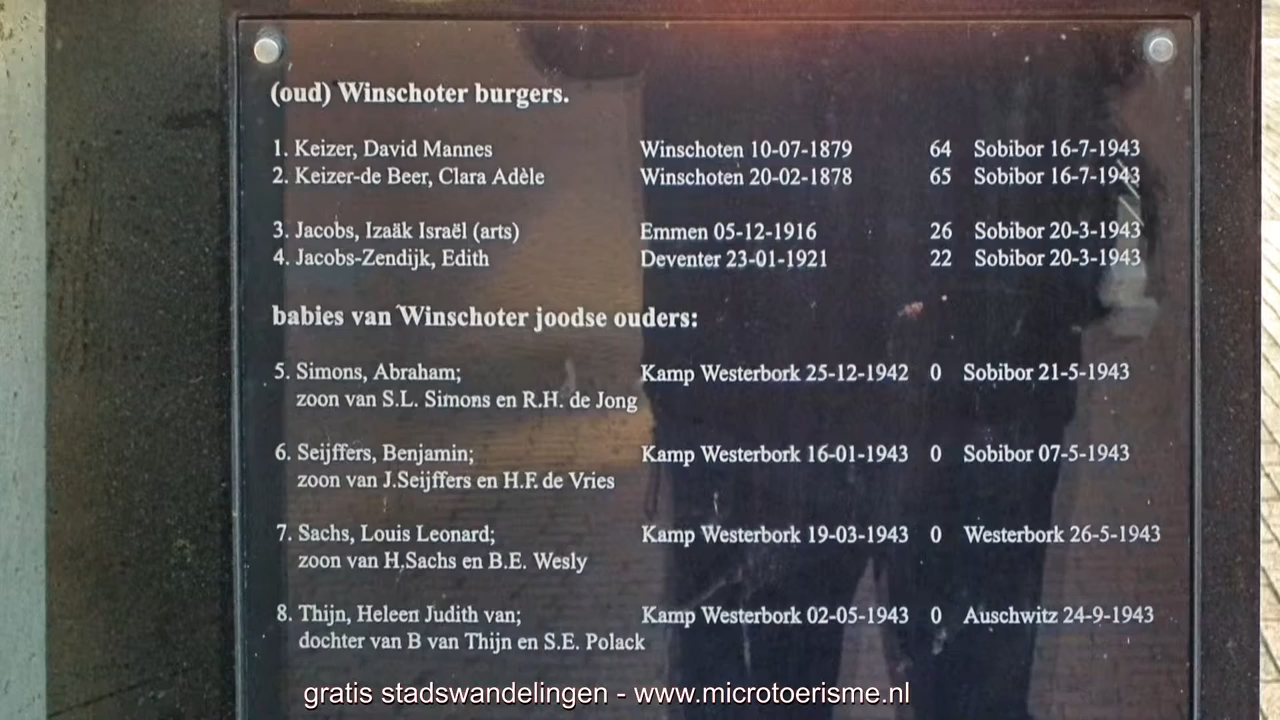 (oud) Winschoter burgers.
1. Keizer, David Mannes Winschoten 10-07-1879 64 Sobibor 16-7-1943
2. Keizer-de Beer, Clara Adèle Winschoten 20-02-1878 65 Sobibor 16-7-1943
3. Jacobs, Izaäk Israël (arts) Emmen 05-12-1916 26 Sobibor 20-3-1943
4. Jacobs-Zendijk, Edith Deventer 23-01-1921 22 Sobibor 20-3-1943
babies van Winschoter joodse ouders:
5. Simons, Abraham; Kamp Westerbork 25-12-1942 0 Sobibor 21-5-1943
zoon van S.L. Simons en R.H. de Jong
6. Seijffers, Benjamin; Kamp Westerbork 16-01-1943 0 Sobibor 07-5-1943
zoon van J.Seijffers en H.F. de Vries
7. Sachs, Louis Leonard; Kamp Westerbork 19-03-1943 0 Westerbork 26-5-1943
zoon van H.Sachs en B.E. Wesly
8. Thijn, Heleen Judith van; Kamp Westerbork 02-05-1943 0 Auschwitz 24-9-1943
dochter van B van Thijn en S.E. Polack
gratis stadswandelingen - www.microtoerisme.nl